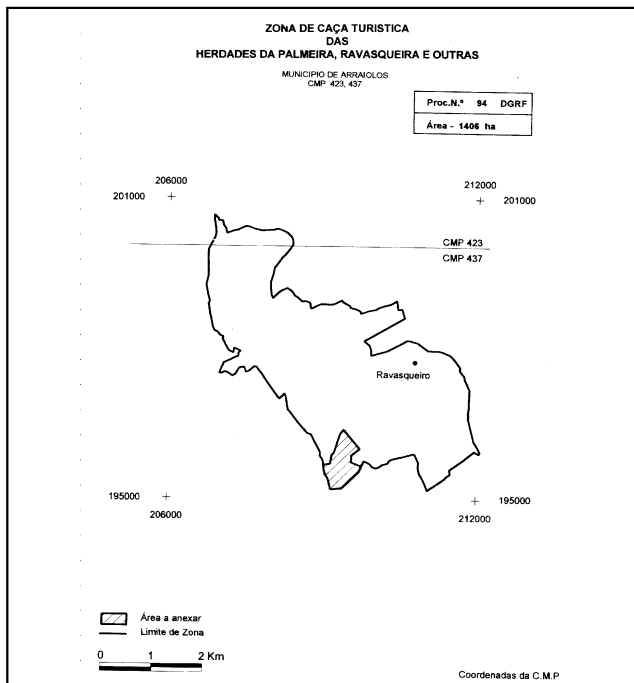 ZONA DE CAÇA TURISTICA
DAS
HERDADES DA PALMEIRA, RAVASQUEIRA E OUTRAS
MUNICIPIO DE ARRAIOLOS
CMP 423, 437
Proc.N.º 94 DGRF
Área - 1406 ha
206000
201000
212000
201000
CMP 423
CMP 437
Ravasqueiro
195000
206000
195000
212000
Área a anexar
Limite de Zona
0 1 2 Km
Coordenadas da C.M.P